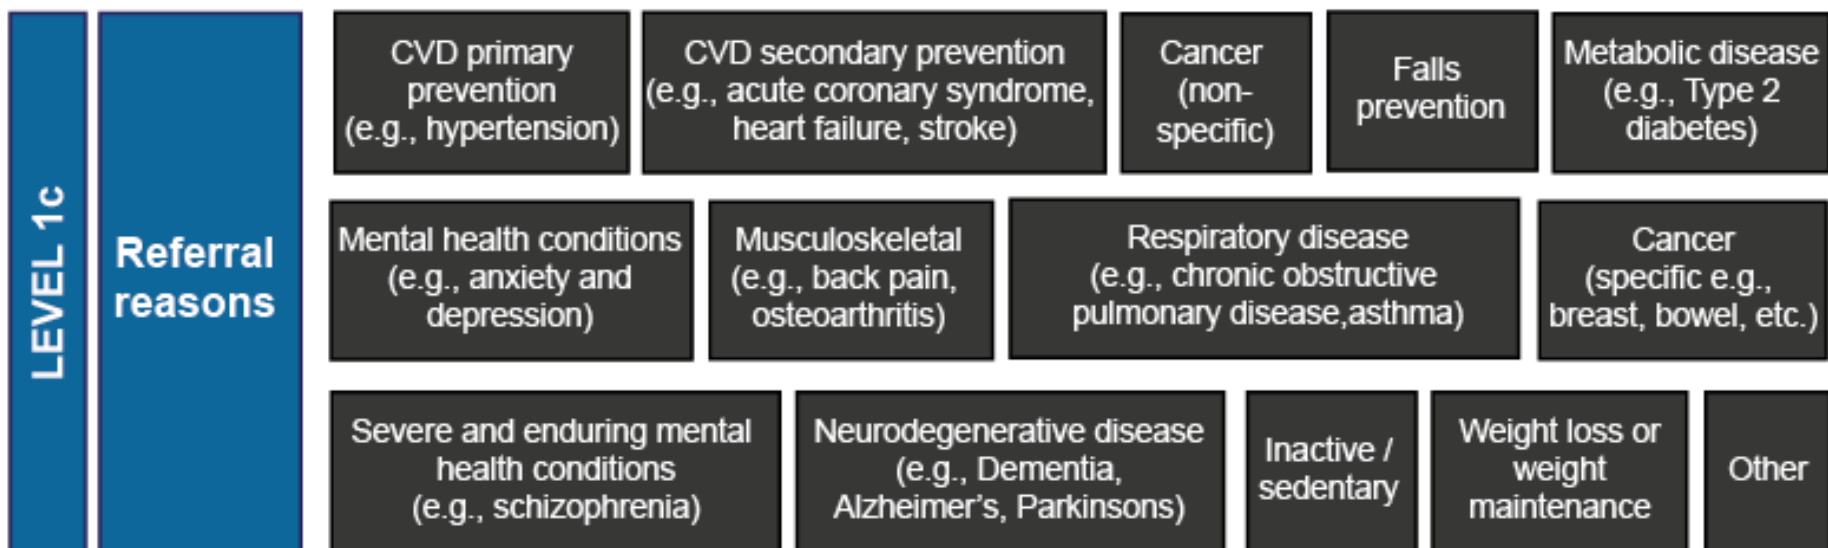 LEVEL 1c
Referral
reasons
CVD primary
prevention
(e.g., hypertension)
CVD secondary prevention
(e.g., acute coronary syndrome,
heart failure, stroke)
Cancer
(non-
specific)
Falls
prevention
Metabolic disease
(e.g., Type 2
diabetes)
Mental health conditions
(e.g., anxiety and
depression)
Musculoskeletal
(e.g., back pain,
osteoarthritis)
Respiratory disease
(e.g., chronic obstructive
pulmonary disease,asthma)
Cancer
(specific e.g.,
breast, bowel, etc.)
Severe and enduring mental
health conditions
(e.g., schizophrenia)
Neurodegenerative disease
(e.g., Dementia,
Alzheimer’s, Parkinsons)
Inactive /
sedentary
Weight loss or
weight
maintenance
Other